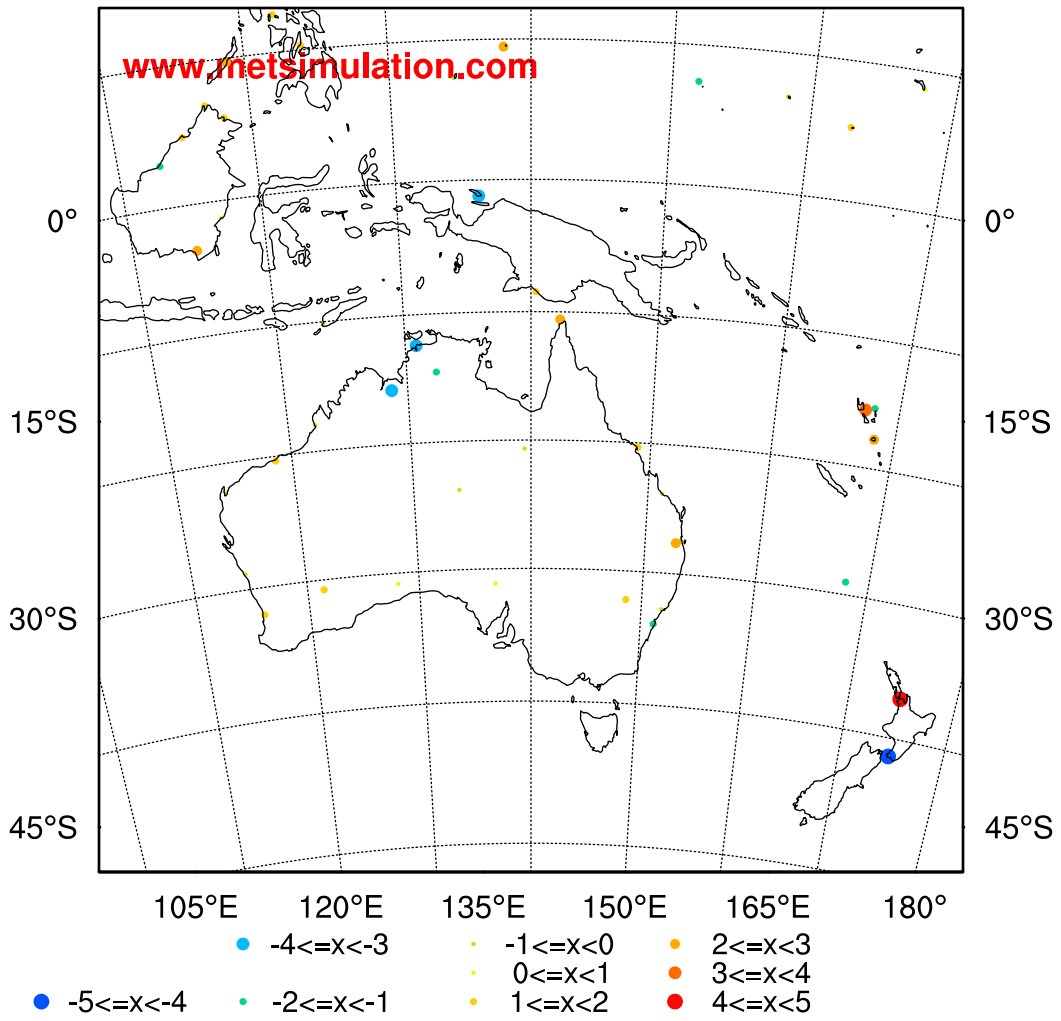 www.metsimulation.com
0° 0°
15°S 15°S
30°S 30°S
45°S 45°S
105°E 120°E 135°E 150°E 165°E 180°
-4<=x<-3 -1<=x<0 2<=x<3
0<=x<1 3<=x<4
-5<=x<-4 -2<=x<-1 1<=x<2 4<=x<5